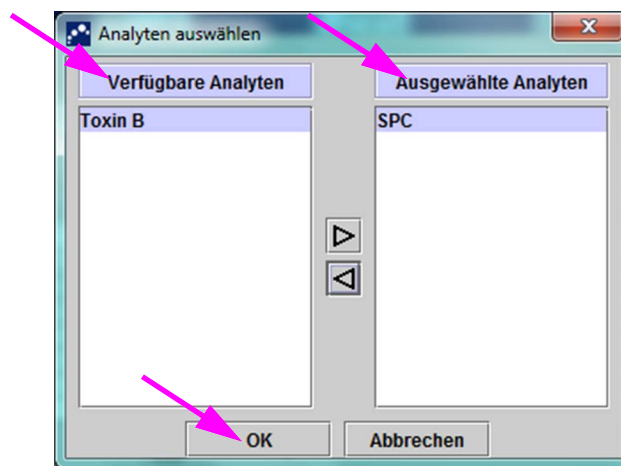 Analyten auswählen
Verfügbare Analyten
Ausgewählte Analyten
Toxin B
SPC
OK
Abbrechen